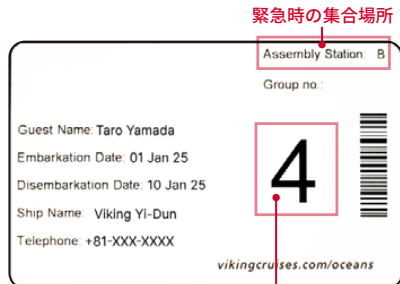 緊急時の集合場所
Assembly Station: B
Group no.:
Guest Name: Taro Yamada
4
Embarkation Date: 01 Jan 25
Disembarkation Date: 10 Jan 25
Ship Name: Viking Yi-Dun
Telephone: +81-XXX-XXXX
vikingcruises.com/oceans